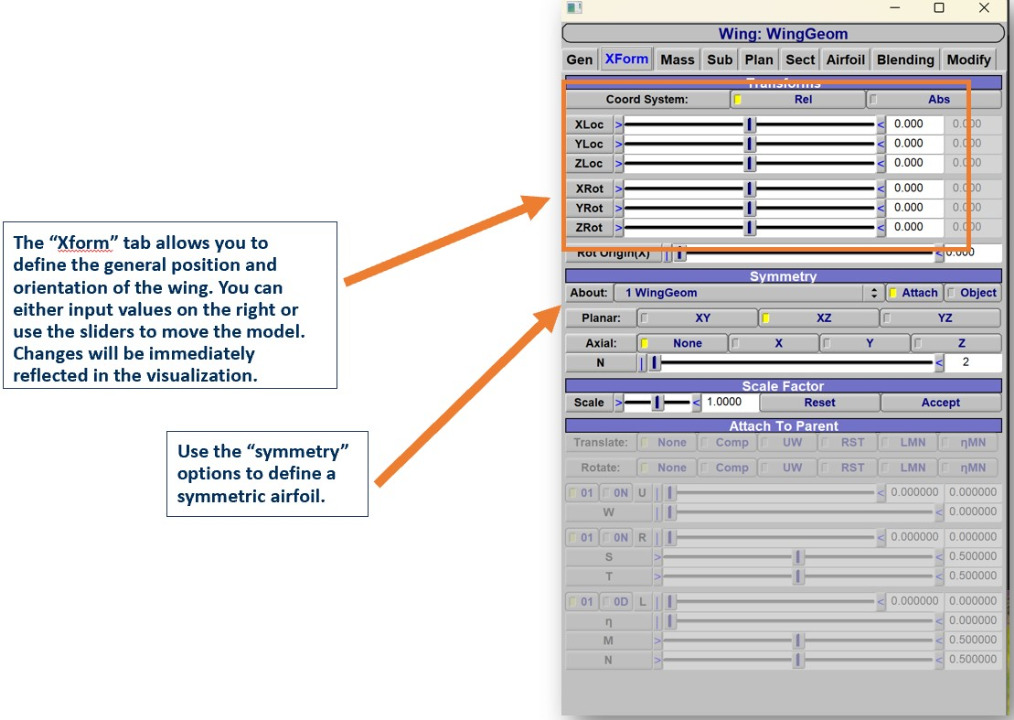 Wing: WingGeom
Gen XForm Mass Sub Plan Sect Airfoil Blending Modify
Transforms
Coord System: Rel Abs
XLoc > < 0.000 0.000
YLoc > < 0.000 0.000
ZLoc > < 0.000 0.000
XRot > < 0.000 0.000
YRot > < 0.000 0.000
ZRot > < 0.000 0.000
Rot Origin(X) < 0.000
Symmetry
About: 1 WingGeom Attach Object
Planar: XY XZ YZ
Axial: None X Y Z
N < 2
Scale Factor
Scale > < 1.0000 Reset Accept
Attach To Parent
Translate: None Comp UW RST LMN ηMN
Rotate: None Comp UW RST LMN ηMN
01 0N U < 0.000000 0.000000
W < 0.000000
01 0N R < 0.000000 0.000000
S > < 0.500000
T > < 0.500000
01 0D L < 0.000000 0.000000
η < 0.000000
M > < 0.500000
N > < 0.500000
The “Xform” tab allows you to
define the general position and
orientation of the wing. You can
either input values on the right or
use the sliders to move the model.
Changes will be immediately
reflected in the visualization.
Use the “symmetry”
options to define a
symmetric airfoil.